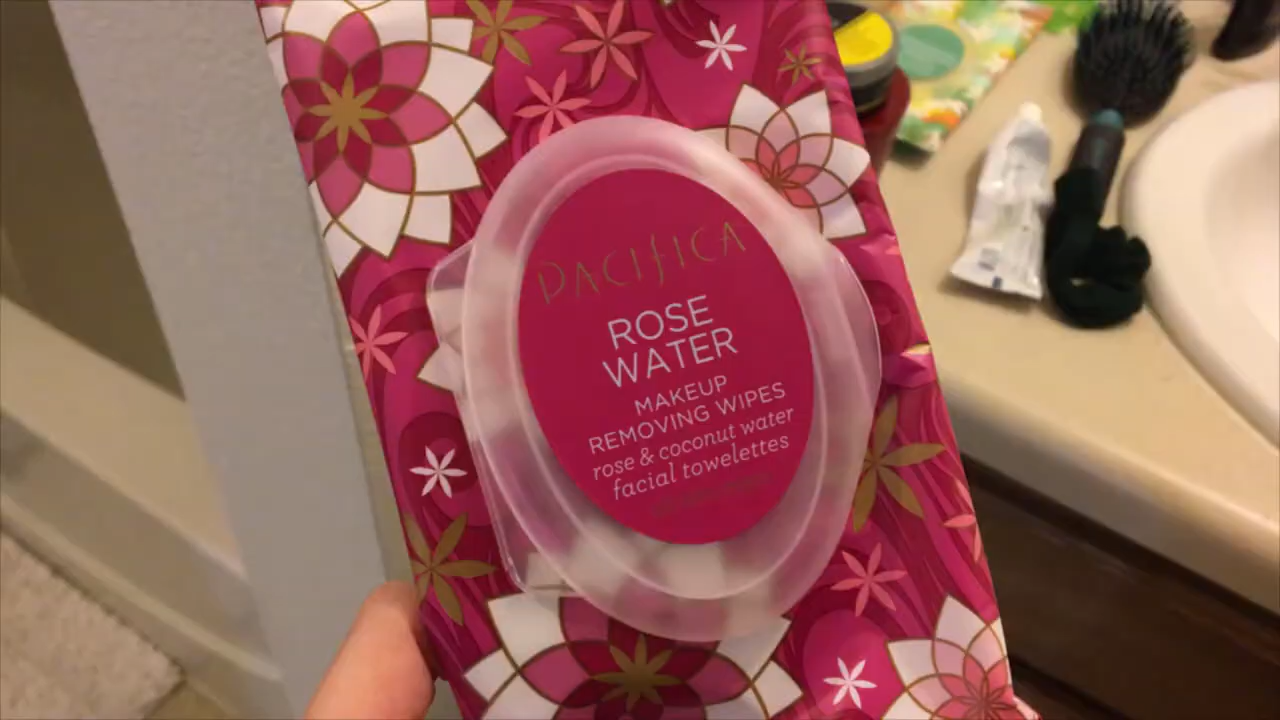 PACIFICA
ROSE
WATER
MAKEUP
REMOVING WIPES
rose & coconut water
facial towelettes